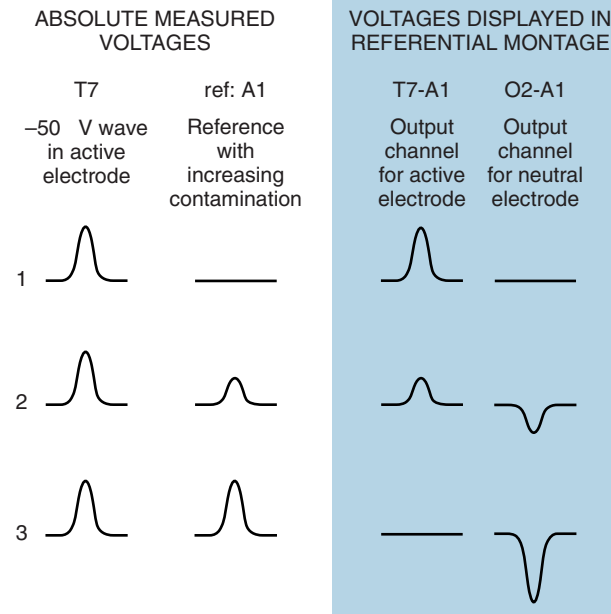 ABSOLUTE MEASURED
VOLTAGES
VOLTAGES DISPLAYED IN
REFERENTIAL MONTAGE
T7
ref: A1
T7-A1
O2-A1
–50 V wave
in active
electrode
Reference
with
increasing
contamination
Output
channel
for active
electrode
Output
channel
for neutral
electrode
1
2
3